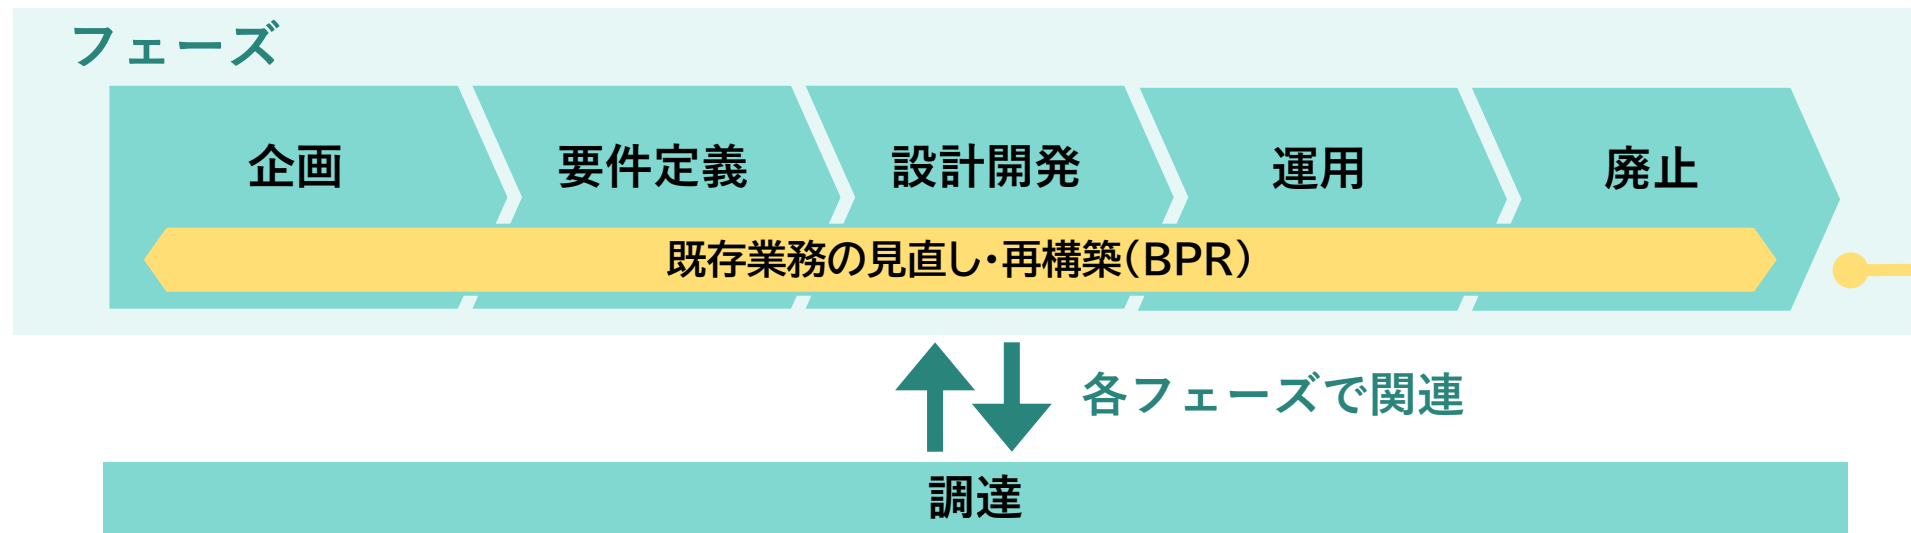 フェーズ
企画
要件定義
設計開発
運用
廃止
既存業務の見直し・再構築(BPR)
各フェーズで関連
調達